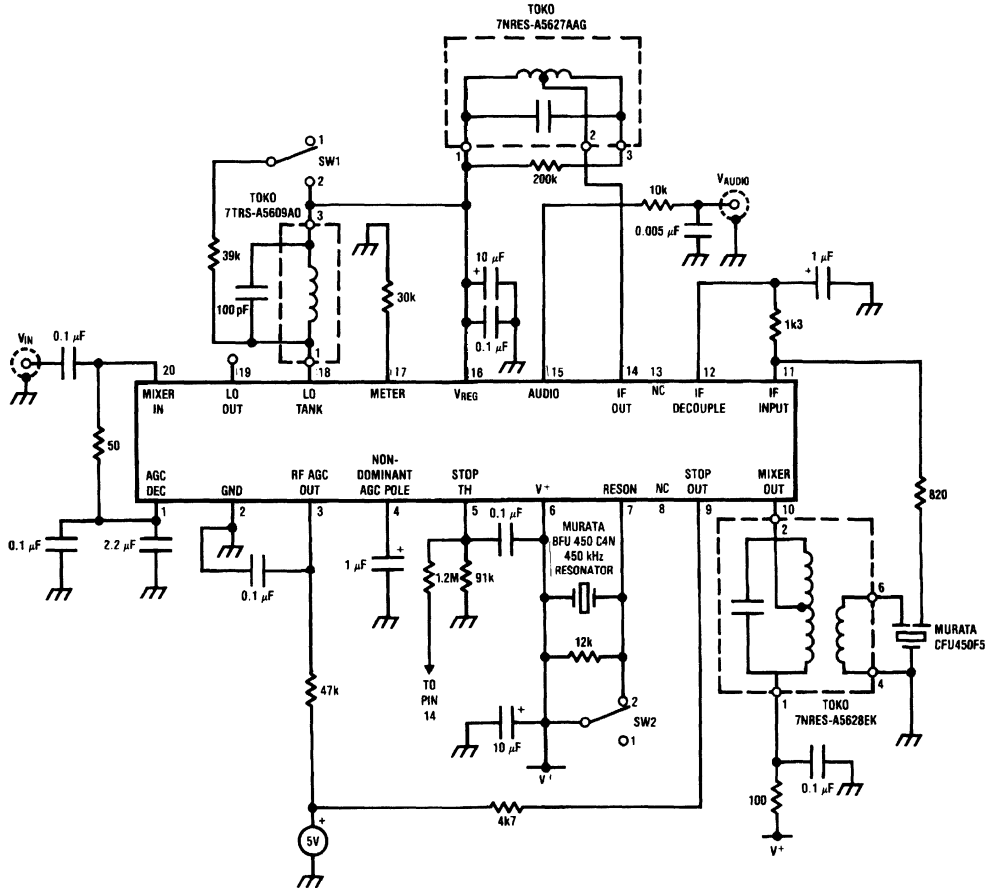 TOKO
7NRES-A5627AAG
1
2
3
200k
1
SW1
2
TOKO
7TRS-A5609AO
3
39k
100 pF
1
30k
10 µF
+
0.1 µF
10k
0.005 µF
VAUDIO
1 µF
+
1k3
VIN
0.1 µF
20
19
18
17
16
15
14
13
12
11
MIXER
IN
LO
OUT
LO
TANK
METER
VREG
AUDIO
IF
OUT
NC
IF
DECOUPLE
IF
INPUT
50
AGC
DEC
GND
RF AGC
OUT
NON-
DOMINANT
AGC POLE
STOP
TH
V+
RESON
NC
STOP
OUT
MIXER
OUT
1
2
3
4
5
6
7
8
9
10
820
0.1 µF
2.2 µF
0.1 µF
1 µF
+
0.1 µF
1.2M
91k
TO
PIN
14
MURATA
BFU 450 C4N
450 kHz
RESONATOR
12k
2
SW2
1
10 µF
+
V+
47k
4k7
+
5V
2
6
4
1
MURATA
CFU450F5
TOKO
7NRES-A5628EK
0.1 µF
100
V+